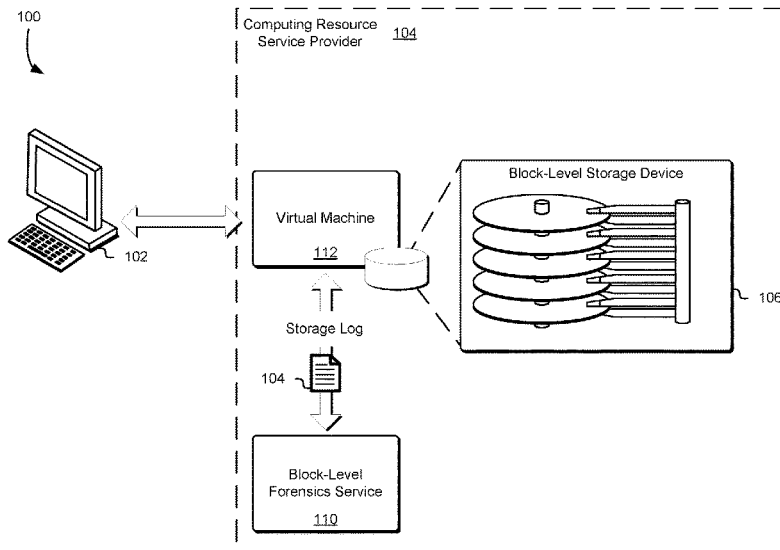 100
Computing Resource
Service Provider 104
Block-Level Storage Device
Virtual Machine
112
102
106
Storage Log
104
Block-Level
Forensics Service
110